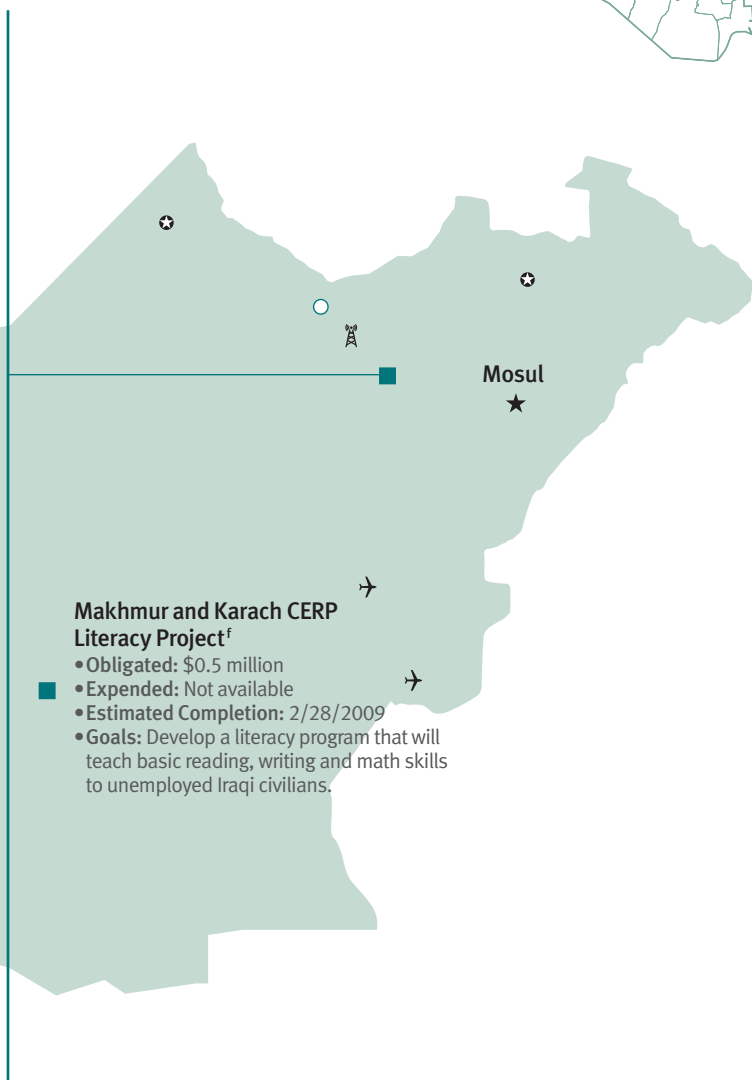 Mosul
Makhmur and Karach CERP
Literacy Project f
• Obligated: $0.5 million
• Expended: Not available
• Estimated Completion: 2/28/2009
• Goals: Develop a literacy program that will
teach basic reading, writing and math skills
to unemployed Iraqi civilians.